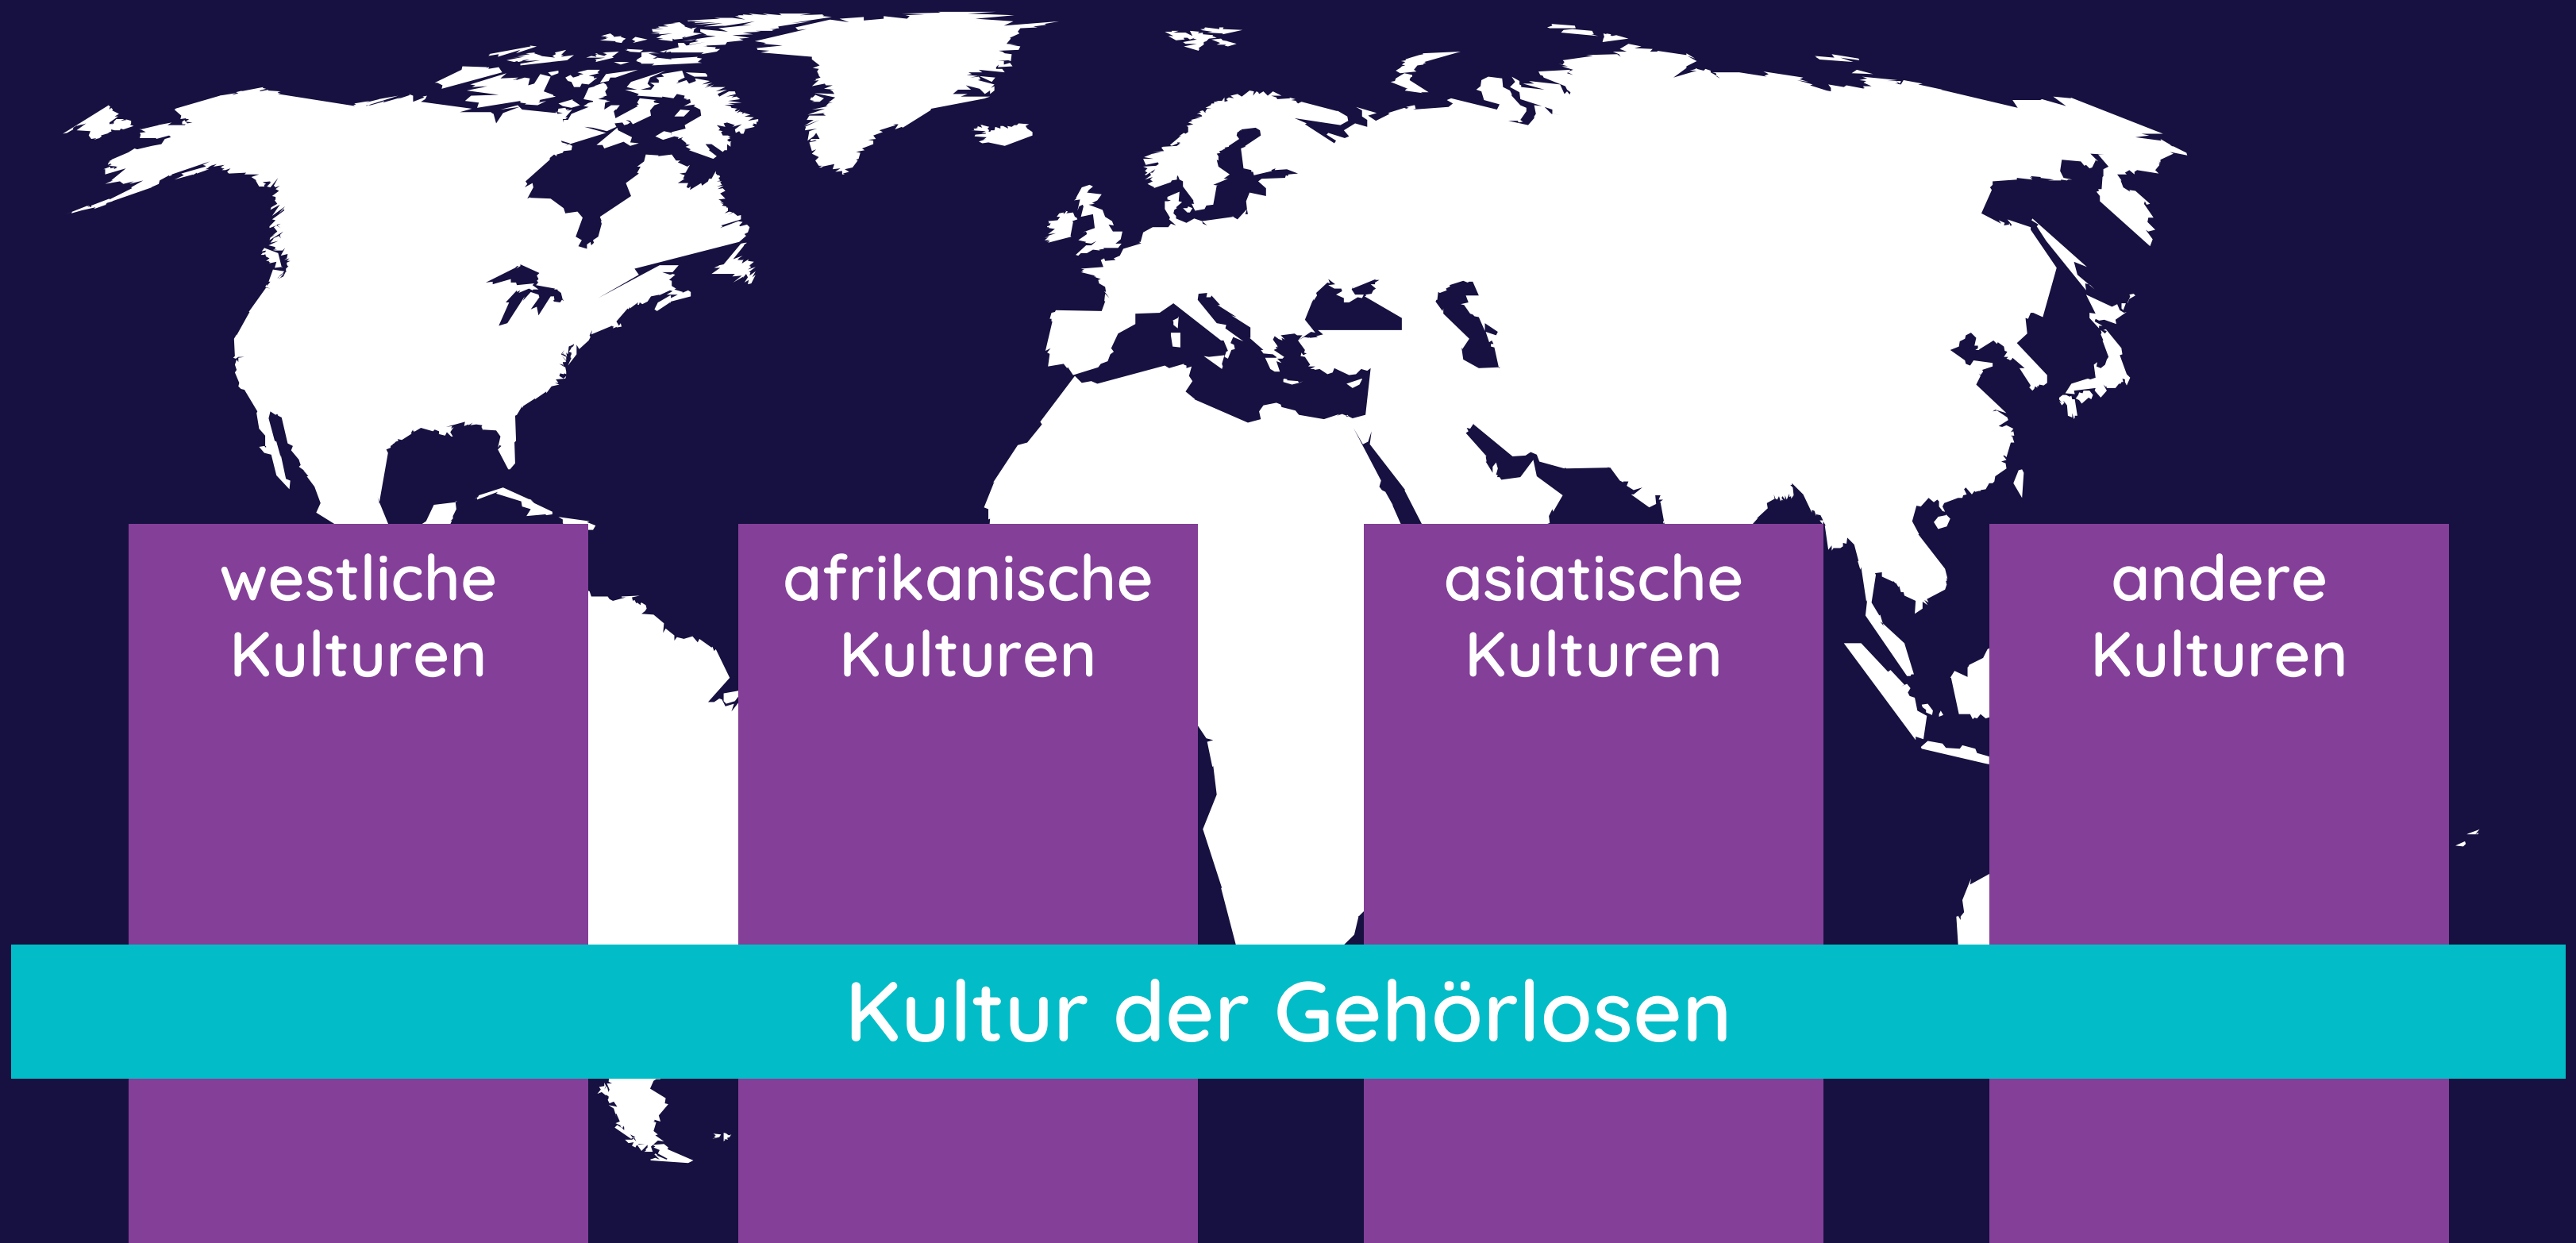 westliche
Kulturen
afrikanische
Kulturen
asiatische
Kulturen
andere
Kulturen
Kultur der Gehörlosen